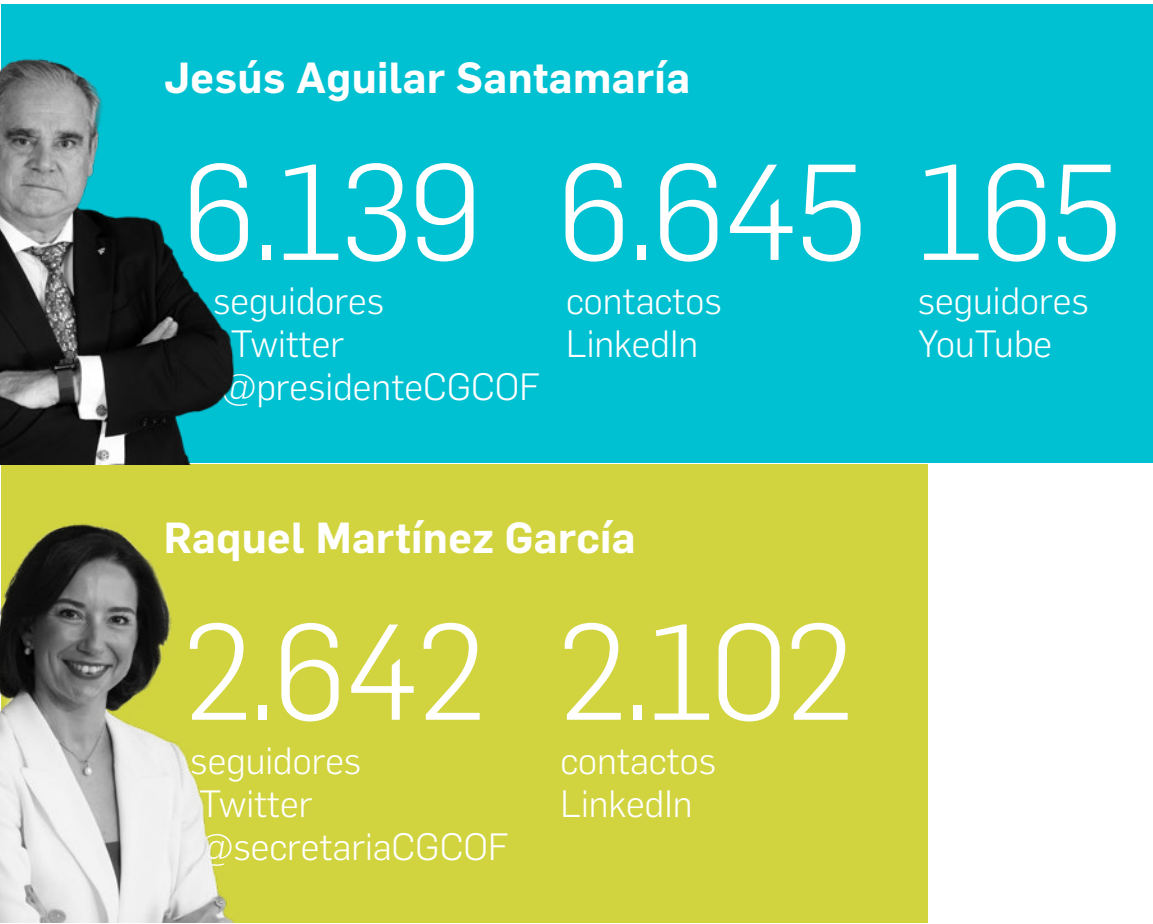 Jesús Aguilar Santamaría
6.139 6.645 165
seguidores contactos seguidores
Twitter LinkedIn YouTube
@presidenteCGCOF
Raquel Martínez García
2.642 2.102
seguidores contactos
Twitter LinkedIn
@secretariaCGCOF